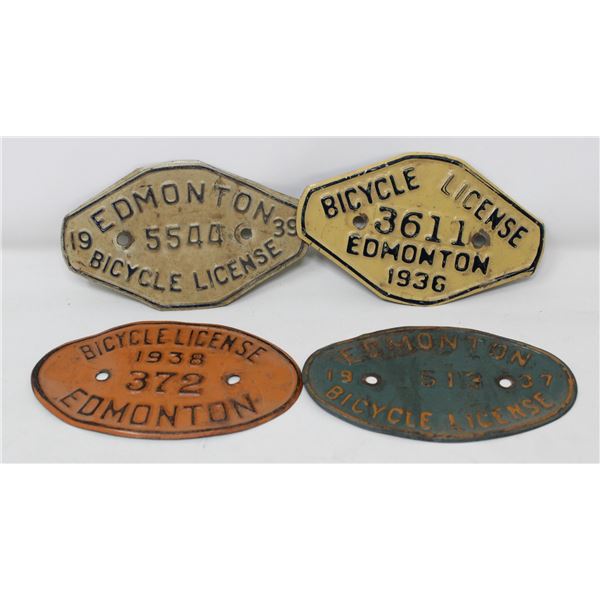 EDMONTON
19 5544 39
BICYCLE LICENSE
BICYCLE LICENSE
3611
EDMONTON
1936
BICYCLE LICENSE
1938
372
EDMONTON
EDMONTON
19 513 37
BICYCLE LICENSE